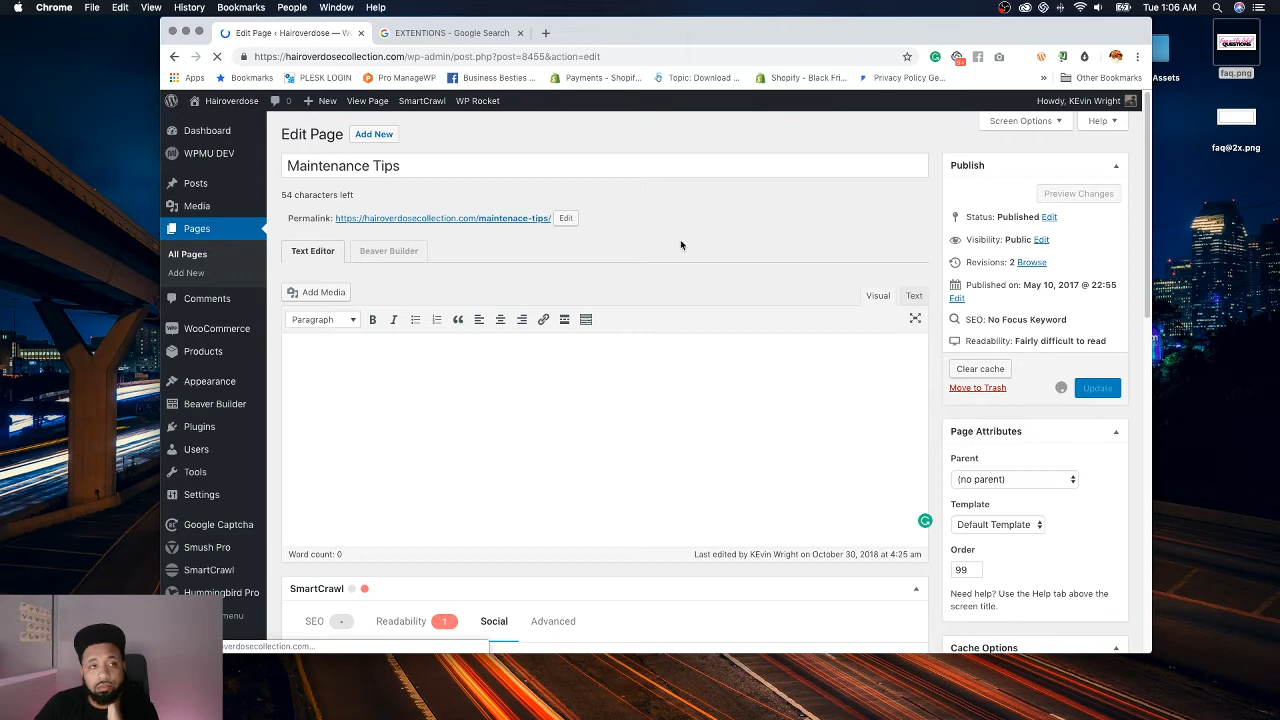 Chrome File Edit View History Bookmarks People Window Help Tue 1:06 AM
Edit Page ‹ Hairoverdose — W EXTENTIONS - Google Search
https://hairoverdosecollection.com/wp-admin/post.php?post=8455&action=edit
Apps Bookmarks PLESK LOGIN Pro ManageWP Business Besties - Payments - Shopif... Topic: Download ... Shopify - Black Fri... Privacy Policy Ge... » Other Bookmarks
Assets
QUESTIONS
faq.png
faq@2x.png
Hairoverdose 0 New View Page SmartCrawl WP Rocket Howdy, KEvin Wright
Dashboard
WPMU DEV
Posts
Media
Pages
All Pages
Add New
Comments
WooCommerce
Products
Appearance
Beaver Builder
Plugins
Users
Tools
Settings
Google Captcha
Smush Pro
SmartCrawl
Hummingbird Pro
menu
Screen Options Help
Edit Page Add New
Maintenance Tips
54 characters left
Permalink: https://hairoverdosecollection.com/maintenace-tips/ Edit
Text Editor Beaver Builder
Add Media Visual Text
Paragraph B I
Word count: 0 Last edited by KEvin Wright on October 30, 2018 at 4:25 am
SmartCrawl
SEO - Readability 1 Social Advanced
verdosecollection.com...
Publish
Preview Changes
Status: Published Edit
Visibility: Public Edit
Revisions: 2 Browse
Published on: May 10, 2017 @ 22:55
Edit
SEO: No Focus Keyword
Readability: Fairly difficult to read
Clear cache
Move to Trash Update
Page Attributes
Parent
(no parent)
Template
Default Template
Order
99
Need help? Use the Help tab above the
screen title.
Cache Options